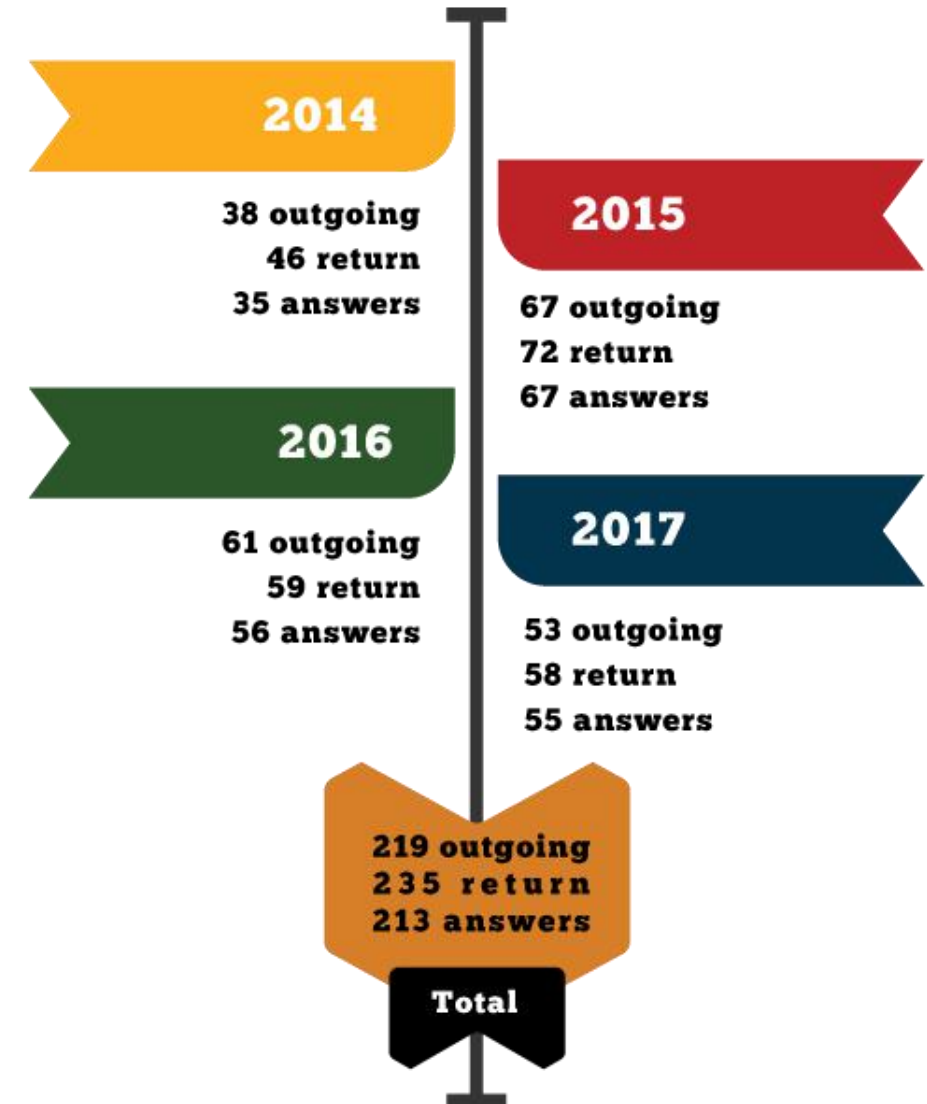 2014
38 outgoing
46 return
35 answers
2015
67 outgoing
72 return
67 answers
2016
61 outgoing
59 return
56 answers
2017
53 outgoing
58 return
55 answers
219 outgoing
235 return
213 answers
Total